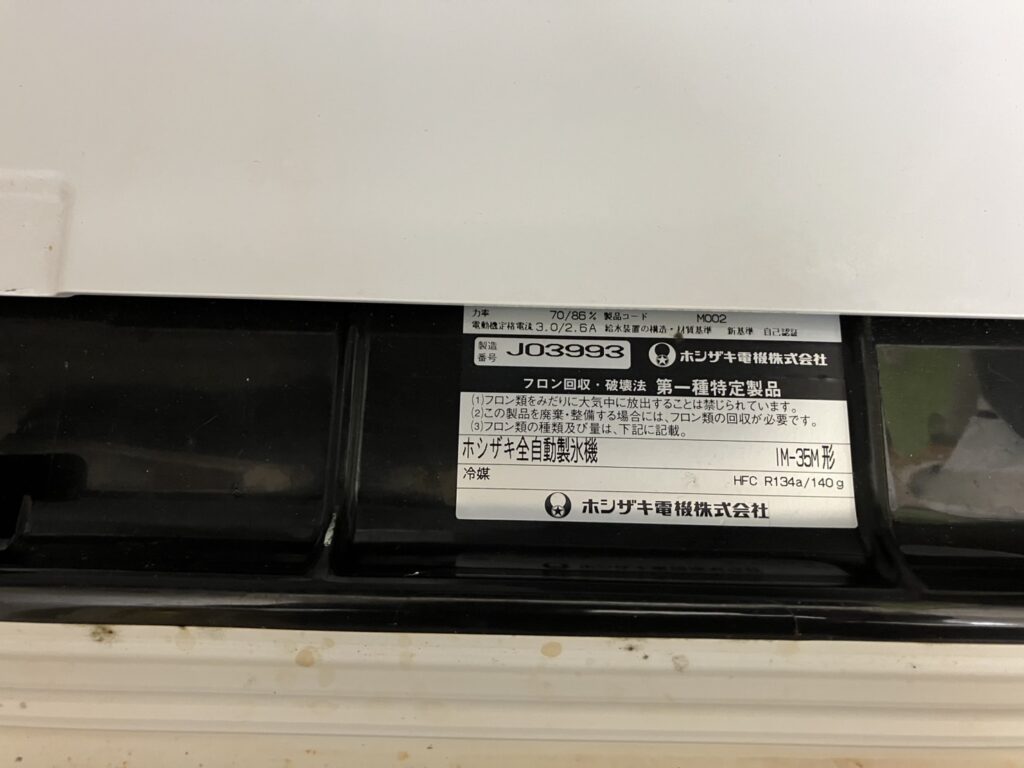 力率 70/86% 製品コード M002
電動機定格電流 3.0/2.6A 給水装置の構造・材質基準 新基準 自己認証
製造番号 J03993 ホシザキ電機株式会社
フロン回収・破壊法 第一種特定製品
(1)フロン類をみだりに大気中に放出することは禁じられています。
(2)この製品を廃棄・整備する場合には、フロン類の回収が必要です。
(3)フロン類の種類及び量は、下記に記載。
ホシザキ全自動製氷機 IM-35M形
冷媒 HFC R134a/140g
ホシザキ電機株式会社